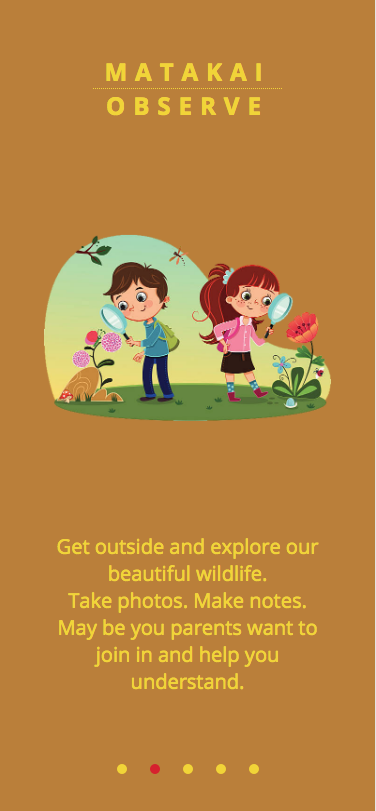 MATAKAI
OBSERVE
Get outside and explore our
beautiful wildlife.
Take photos. Make notes.
May be you parents want to
join in and help you
understand.